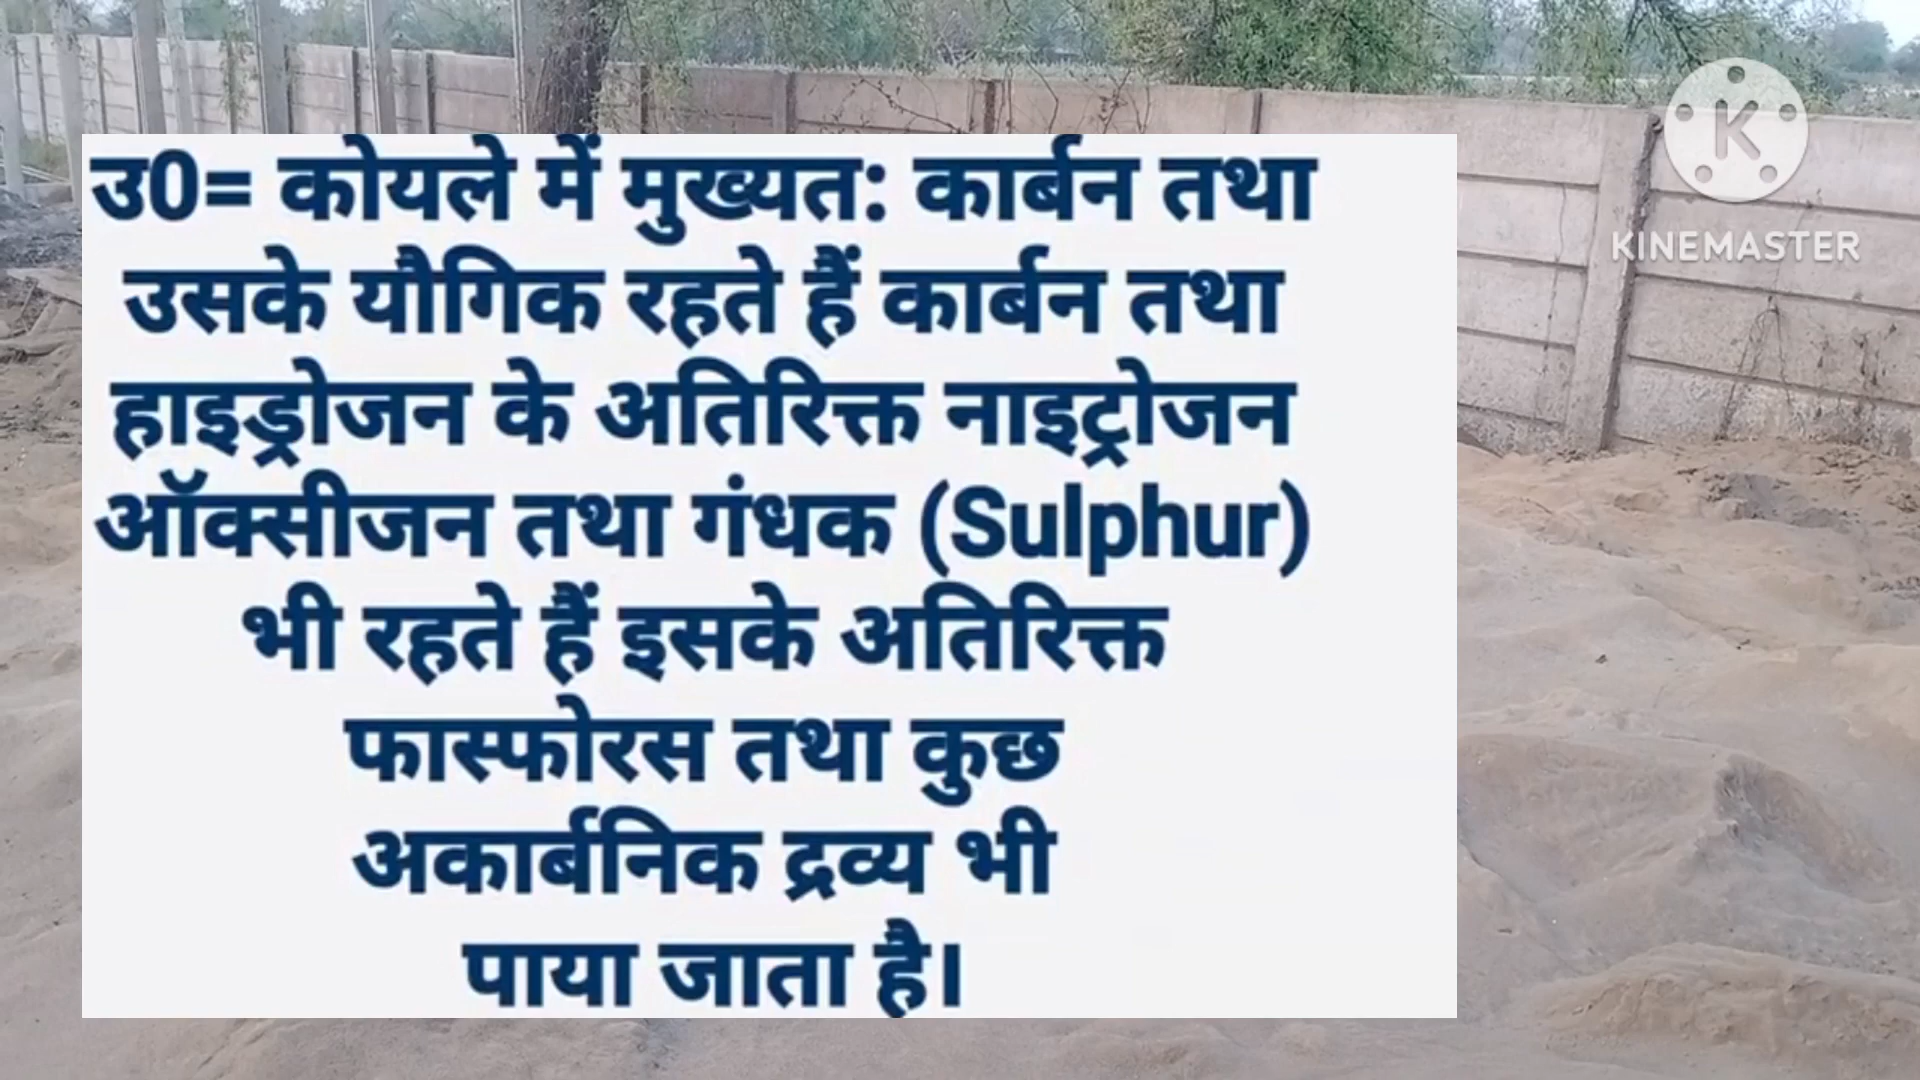 उ0= कोयले में मुख्यत: कार्बन तथा
उसके यौगिक रहते हैं कार्बन तथा
हाइड्रोजन के अतिरिक्त नाइट्रोजन
ऑक्सीजन तथा गंधक (Sulphur)
भी रहते हैं इसके अतिरिक्त
फास्फोरस तथा कुछ
अकार्बनिक द्रव्य भी
पाया जाता है।
K
KINEMASTER